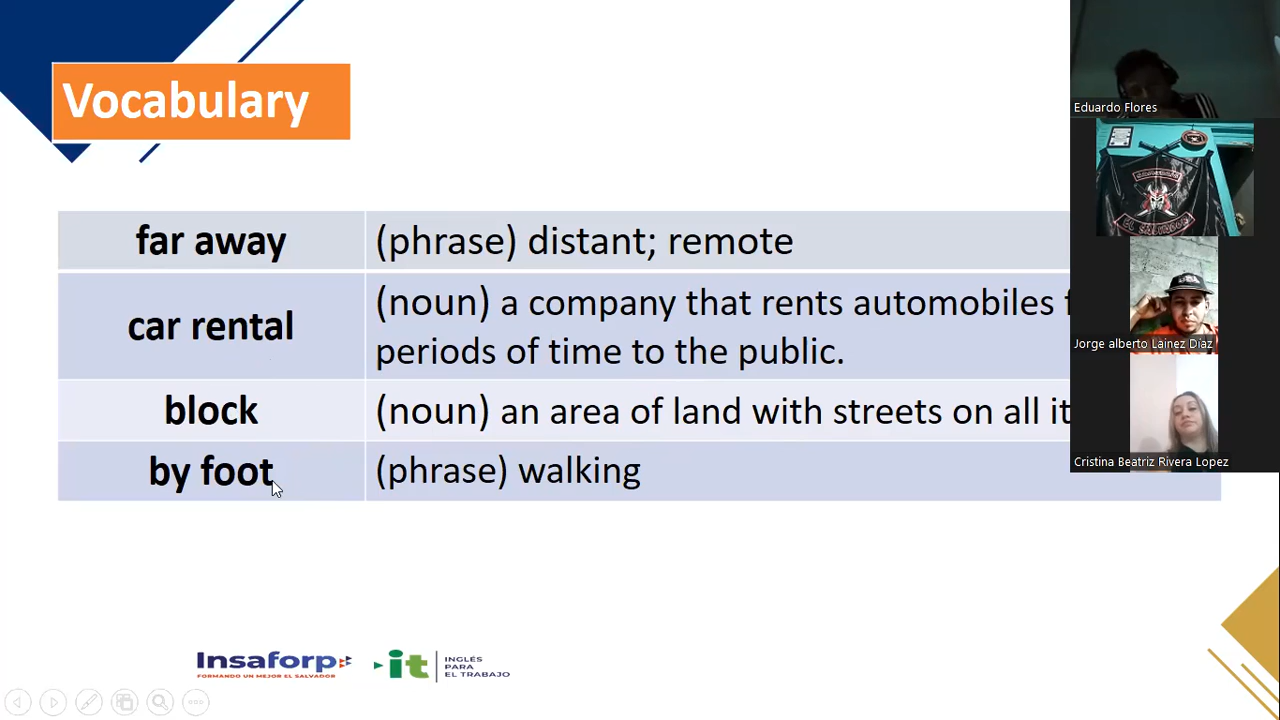 Vocabulary
far away
(phrase) distant; remote
car rental
(noun) a company that rents automobiles
periods of time to the public.
block
(noun) an area of land with streets on all
by foot
(phrase) walking
Eduardo Flores
EL SALVADOR
Jorge alberto Lainez Diaz
Cristina Beatriz Rivera Lopez
Insaforp
FORMANDO UN MEJOR EL SALVADOR
it
INGLÉS
PARA
EL TRABAJO